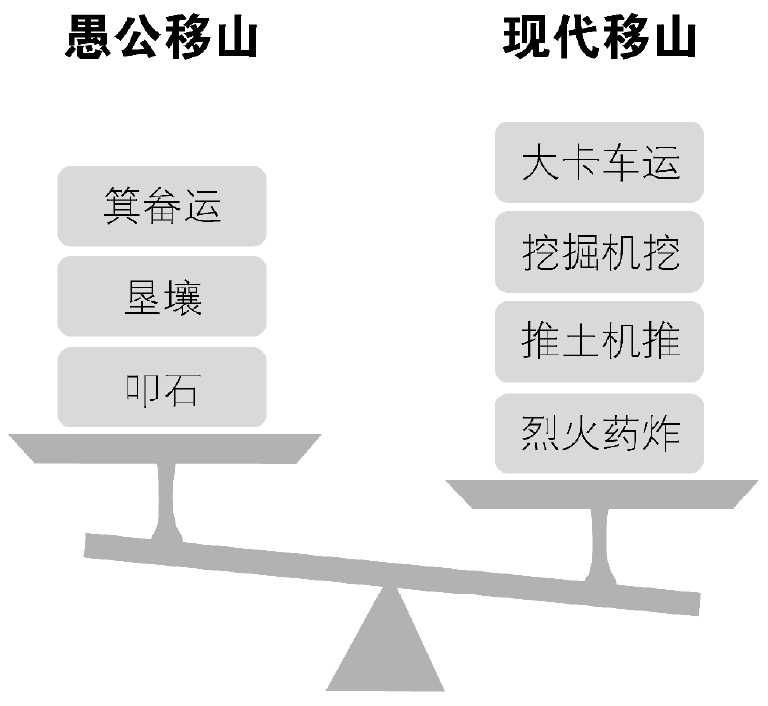 愚公移山
箕畚运
垦壤
叩石
现代移山
大卡车运
挖掘机挖
推土机推
烈火药炸